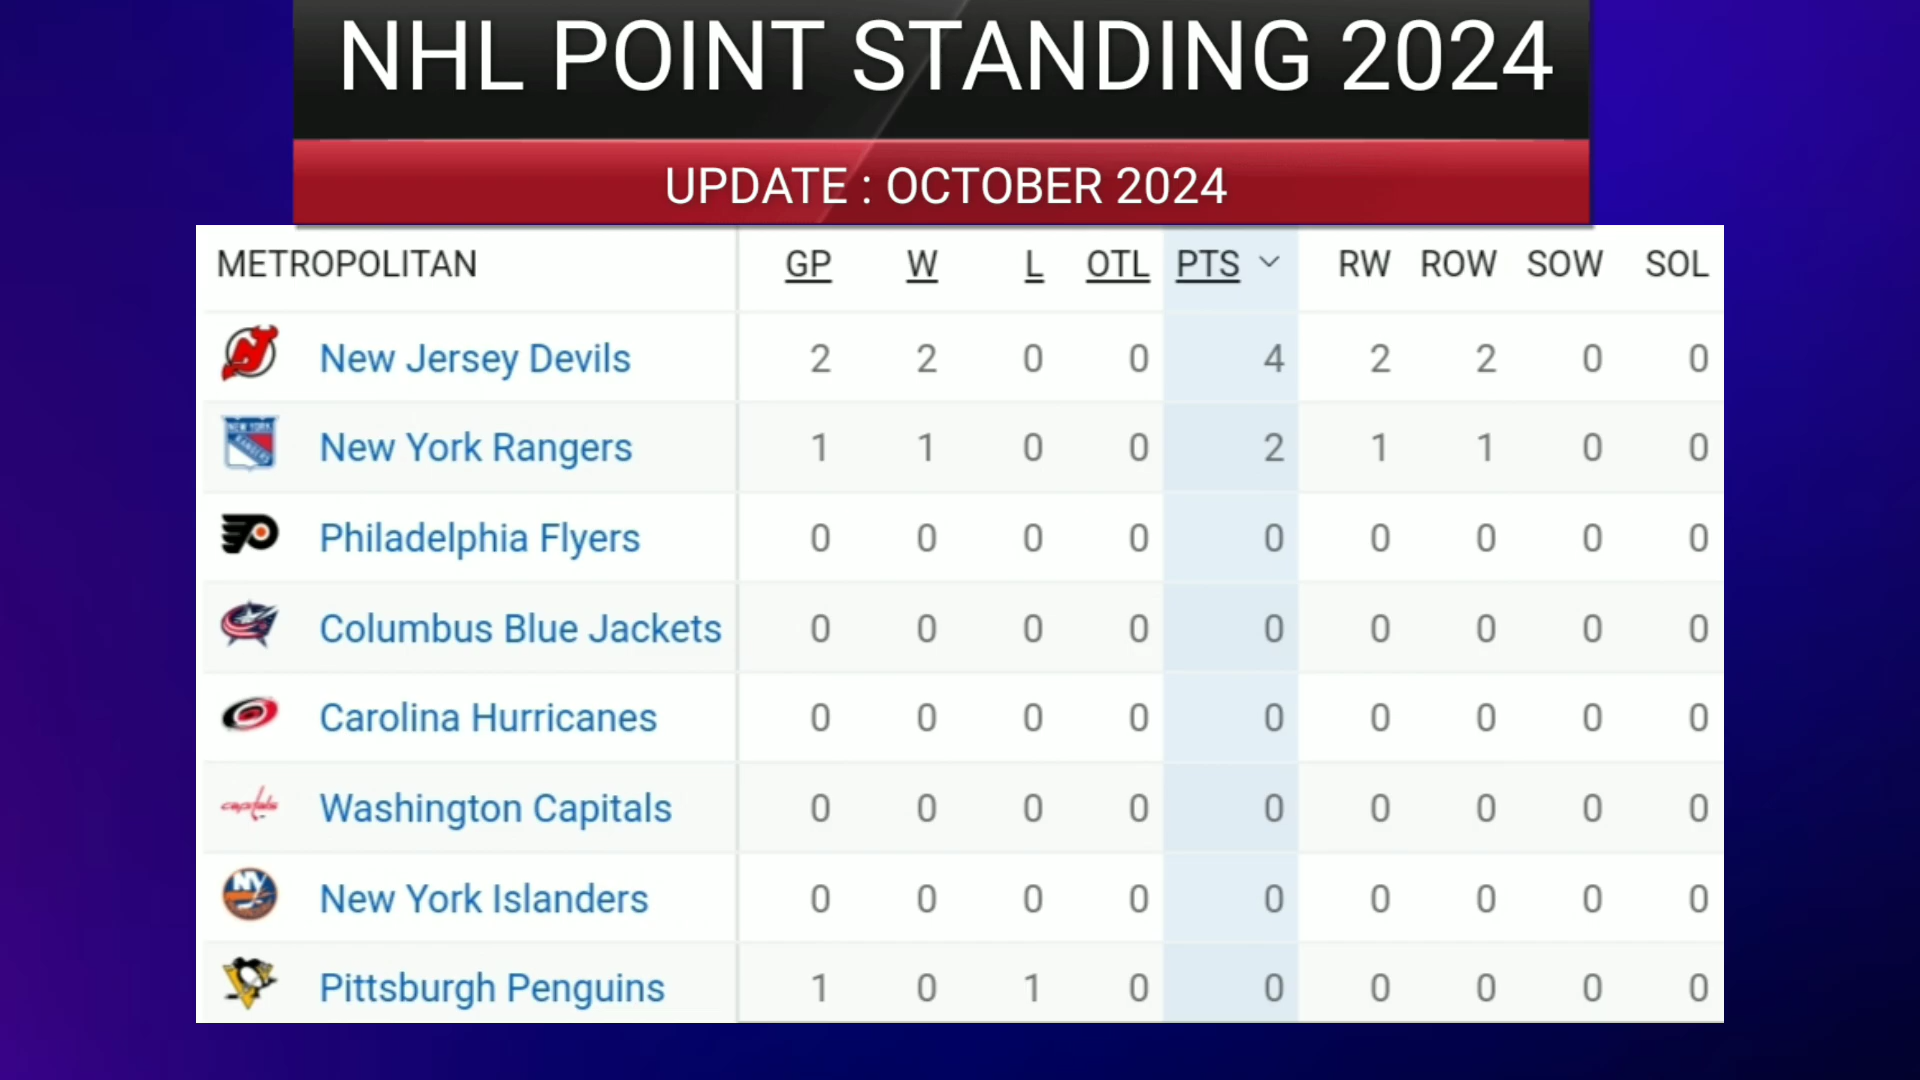 NHL POINT STANDING 2024
UPDATE : OCTOBER 2024
METROPOLITAN GP W L OTL PTS RW ROW SOW SOL
New Jersey Devils 2 2 0 0 4 2 2 0 0
NEW YORK RANGERS New York Rangers 1 1 0 0 2 1 1 0 0
Philadelphia Flyers 0 0 0 0 0 0 0 0 0
Columbus Blue Jackets 0 0 0 0 0 0 0 0 0
Carolina Hurricanes 0 0 0 0 0 0 0 0 0
capitals Washington Capitals 0 0 0 0 0 0 0 0 0
NY New York Islanders 0 0 0 0 0 0 0 0 0
Pittsburgh Penguins 1 0 1 0 0 0 0 0 0